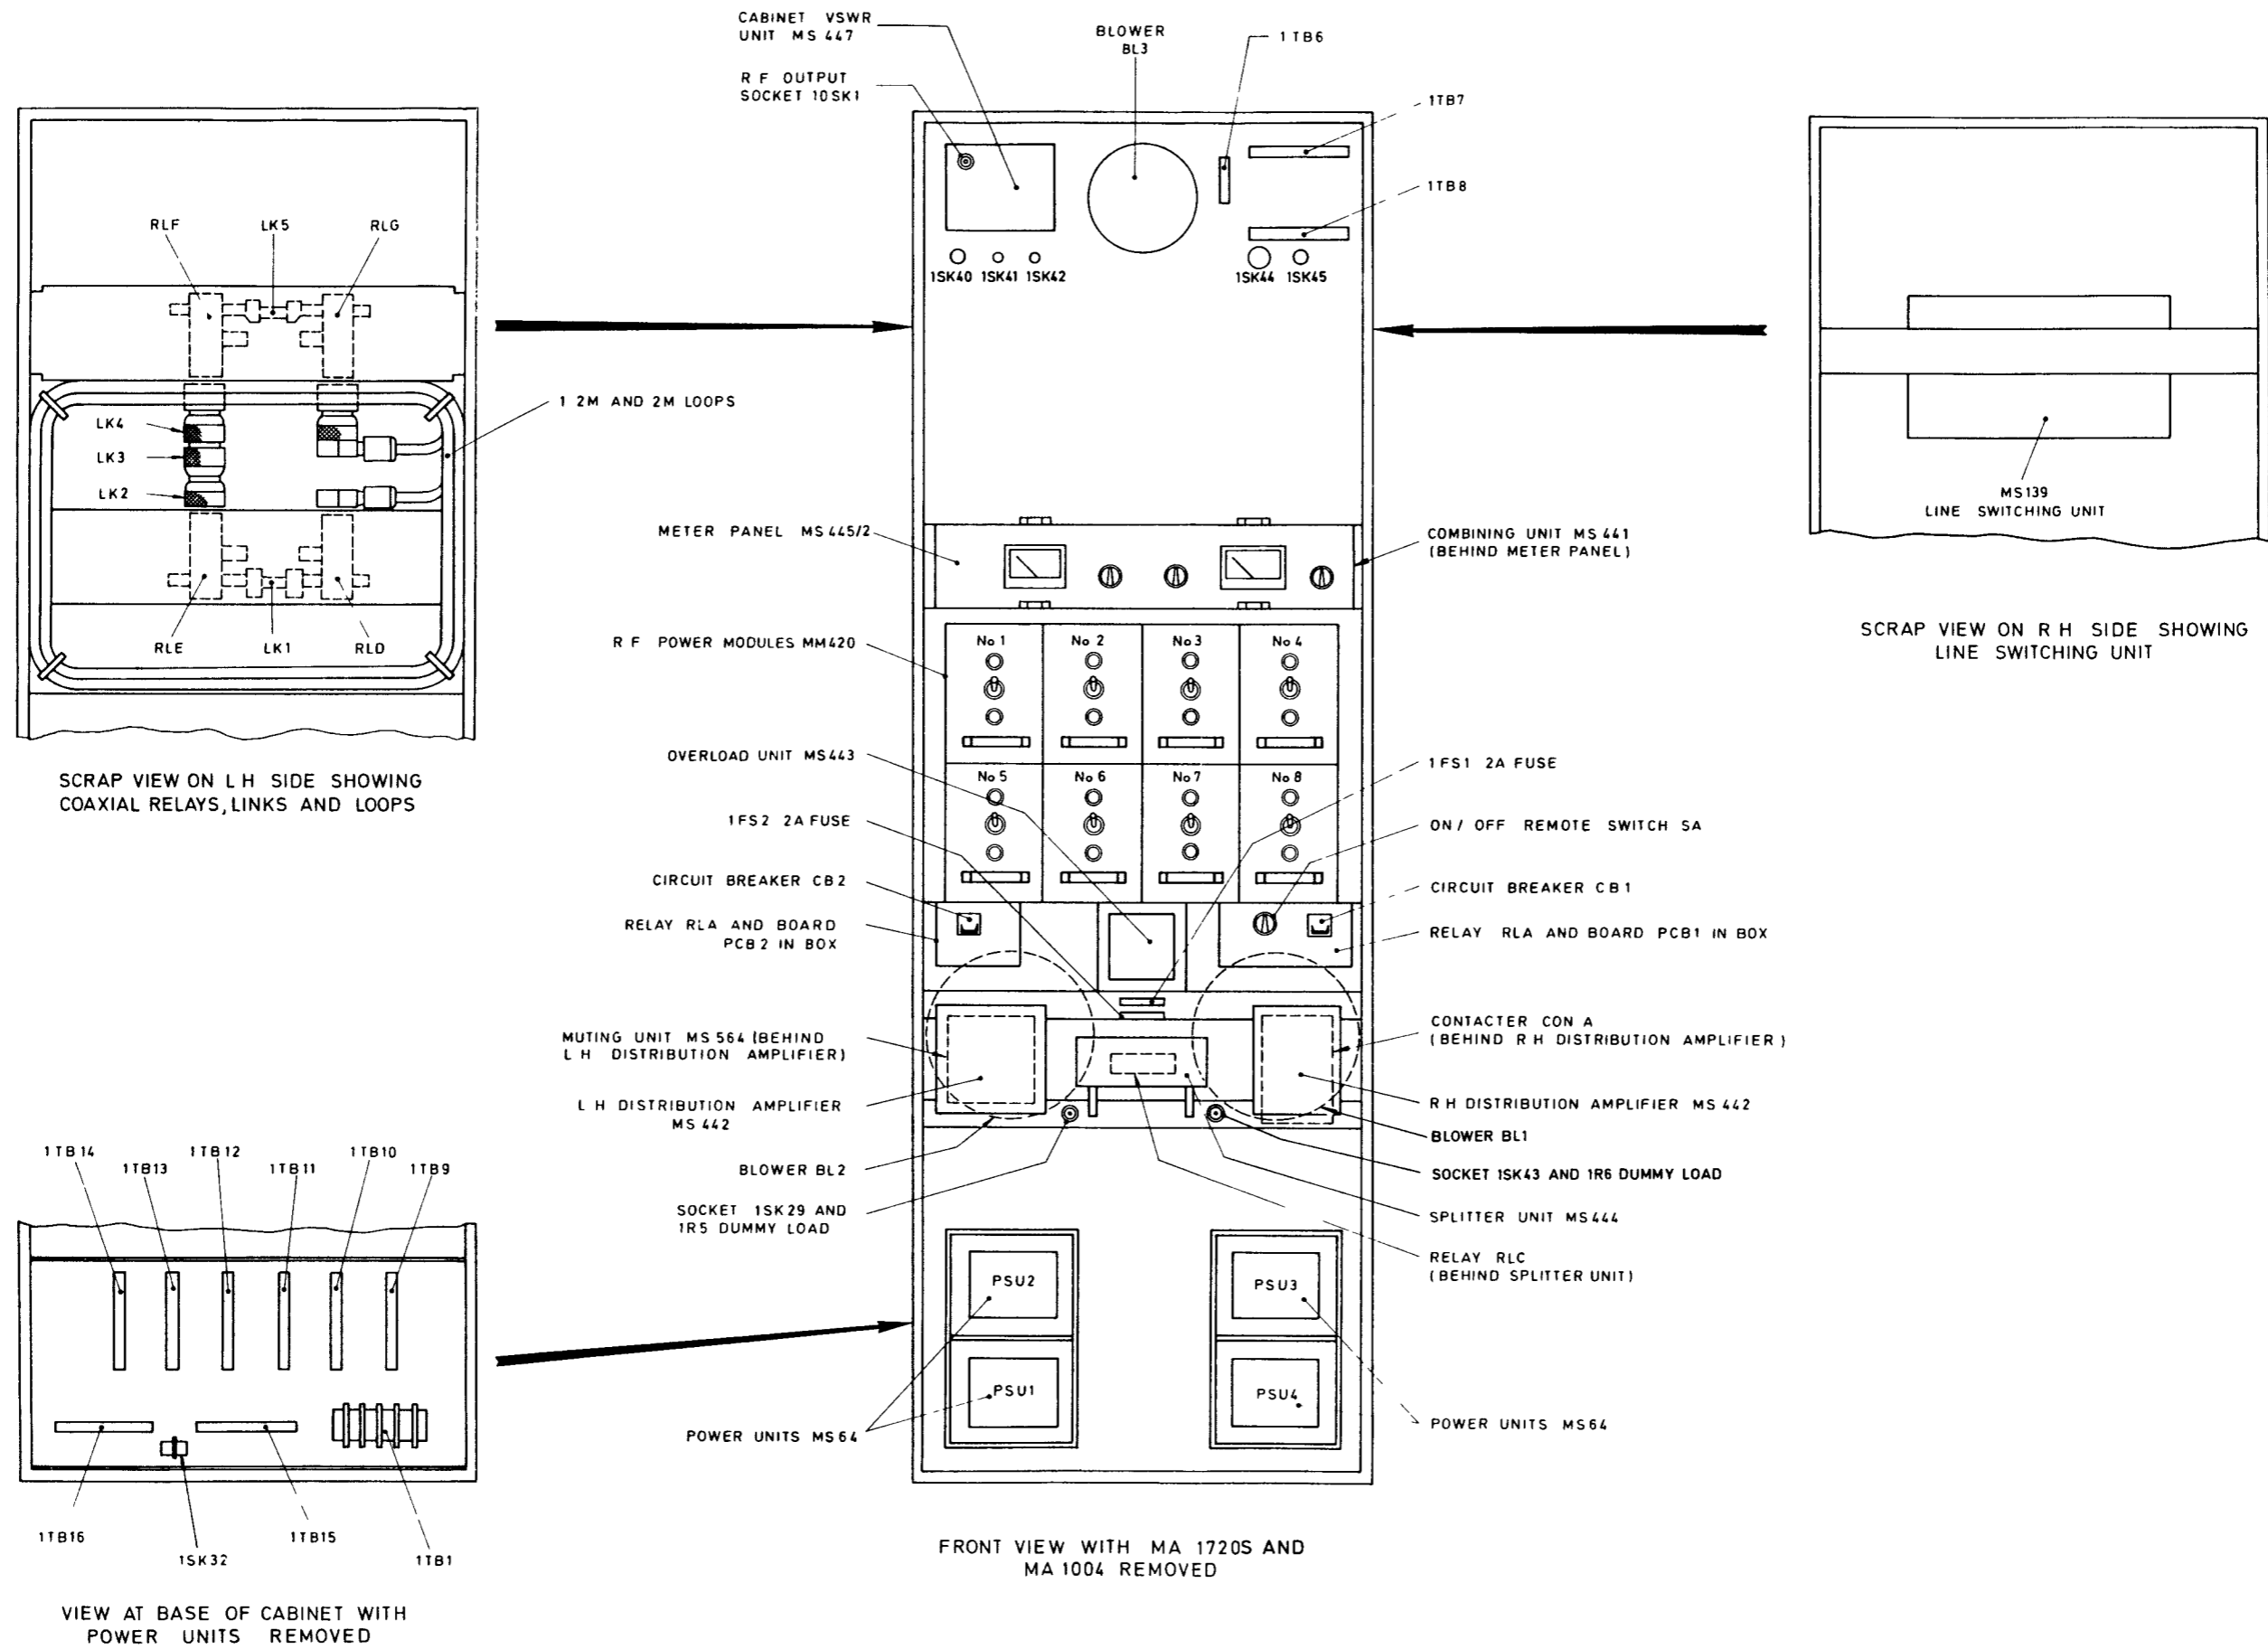 CABINET VSWR
UNIT MS 447
R F OUTPUT
SOCKET 10SK1
BLOWER
BL3
1TB6
1TB7
1TB8
1SK40 1SK41 1SK42
1SK44 1SK45
RLF LK5 RLG
LK4
LK3
LK2
1 2M AND 2M LOOPS
RLE LK1 RLD
SCRAP VIEW ON L H SIDE SHOWING
COAXIAL RELAYS, LINKS AND LOOPS
MS139
LINE SWITCHING UNIT
SCRAP VIEW ON R H SIDE SHOWING
LINE SWITCHING UNIT
METER PANEL MS 445/2
COMBINING UNIT MS 441
(BEHIND METER PANEL)
R F POWER MODULES MM420
No 1 No 2 No 3 No 4
No 5 No 6 No 7 No 8
OVERLOAD UNIT MS443
1FS2 2A FUSE
CIRCUIT BREAKER CB2
RELAY RLA AND BOARD
PCB2 IN BOX
MUTING UNIT MS 564 (BEHIND
L H DISTRIBUTION AMPLIFIER)
L H DISTRIBUTION AMPLIFIER
MS 442
BLOWER BL2
SOCKET 1SK29 AND
1R5 DUMMY LOAD
POWER UNITS MS64
1FS1 2A FUSE
ON / OFF REMOTE SWITCH SA
CIRCUIT BREAKER CB1
RELAY RLA AND BOARD PCB1 IN BOX
CONTACTER CON A
(BEHIND R H DISTRIBUTION AMPLIFIER )
R H DISTRIBUTION AMPLIFIER MS 442
BLOWER BL1
SOCKET 1SK43 AND 1R6 DUMMY LOAD
SPLITTER UNIT MS444
RELAY RLC
(BEHIND SPLITTER UNIT)
POWER UNITS MS64
PSU2
PSU1
PSU3
PSU4
FRONT VIEW WITH MA 1720S AND
MA 1004 REMOVED
1TB14 1TB13 1TB12 1TB11 1TB10 1TB9
1TB16 1SK32 1TB15 1TB1
VIEW AT BASE OF CABINET WITH
POWER UNITS REMOVED